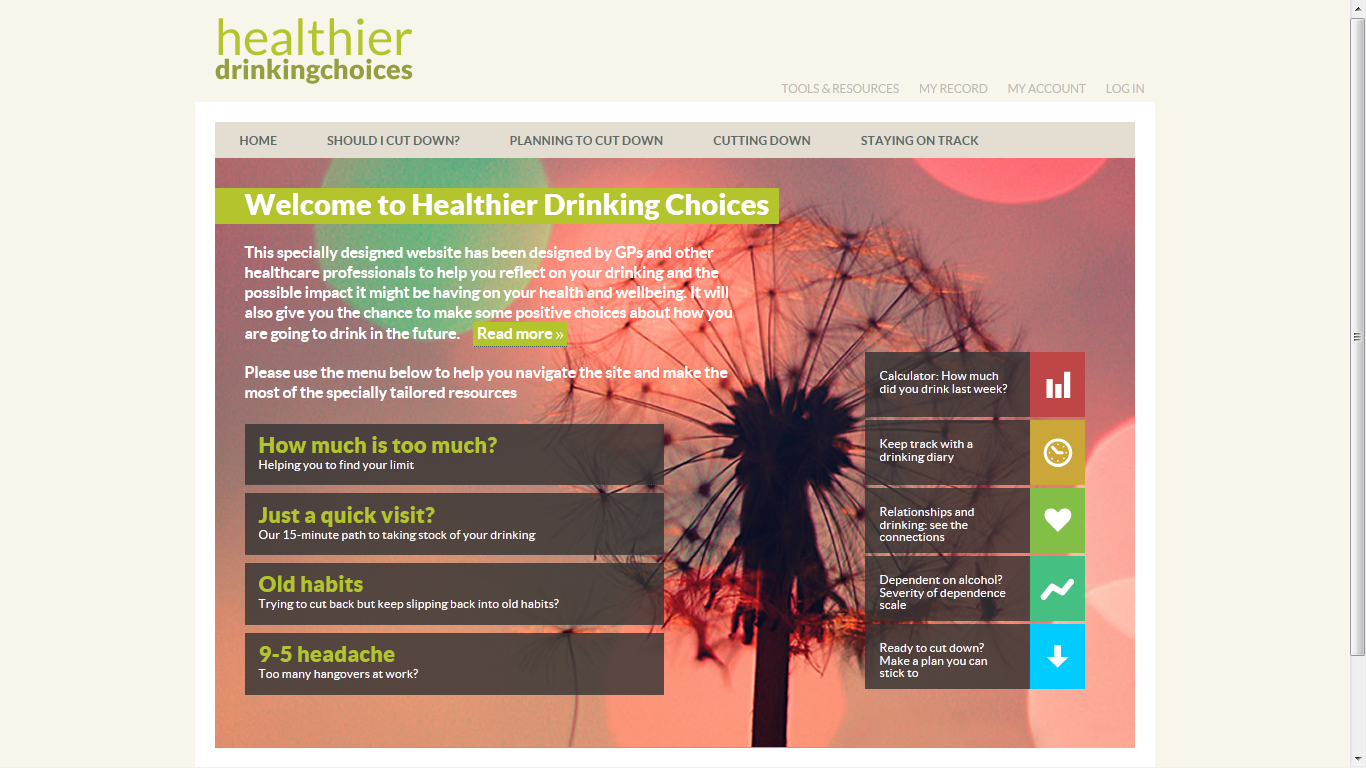 healthier
drinkingchoices
TOOLS & RESOURCES MY RECORD MY ACCOUNT LOG IN
HOME SHOULD I CUT DOWN? PLANNING TO CUT DOWN CUTTING DOWN STAYING ON TRACK
Welcome to Healthier Drinking Choices
This specially designed website has been designed by GPs and other
healthcare professionals to help you reflect on your drinking and the
possible impact it might be having on your health and wellbeing. It will
also give you the chance to make some positive choices about how you
are going to drink in the future. Read more »
Please use the menu below to help you navigate the site and make the
most of the specially tailored resources
How much is too much?
Helping you to find your limit
Just a quick visit?
Our 15-minute path to taking stock of your drinking
Old habits
Trying to cut back but keep slipping back into old habits?
9-5 headache
Too many hangovers at work?
Calculator: How much
did you drink last week?
Keep track with a
drinking diary
Relationships and
drinking: see the
connections
Dependent on alcohol?
Severity of dependence
scale
Ready to cut down?
Make a plan you can
stick to